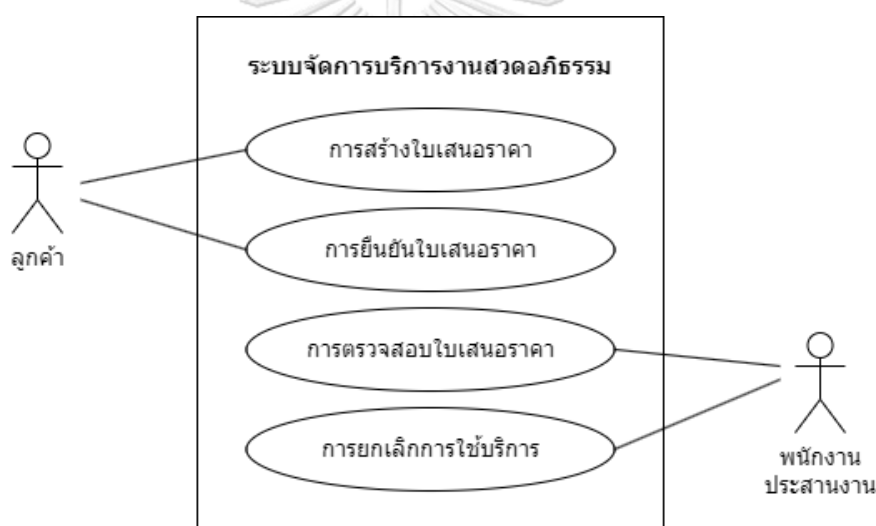 ระบบจัดการบริการงานสวดอภิธรรม
การสร้างใบเสนอราคา
ลูกค้า
การยืนยันใบเสนอราคา
การตรวจสอบใบเสนอราคา
การยกเลิกการใช้บริการ
พนักงาน
ประสานงาน